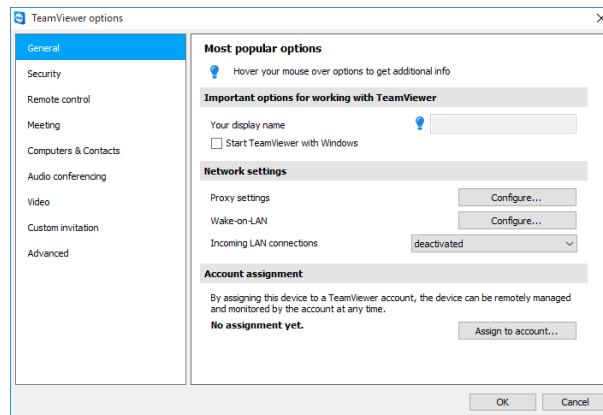 TeamViewer options
General
Security
Remote control
Meeting
Computers & Contacts
Audio conferencing
Video
Custom invitation
Advanced
Most popular options
Hover your mouse over options to get additional info
Important options for working with TeamViewer
Your display name
Start TeamViewer with Windows
Network settings
Proxy settings Configure...
Wake-on-LAN Configure...
Incoming LAN connections deactivated
Account assignment
By assigning this device to a TeamViewer account, the device can be remotely managed
and monitored by the account at any time.
No assignment yet.
Assign to account...
OK Cancel